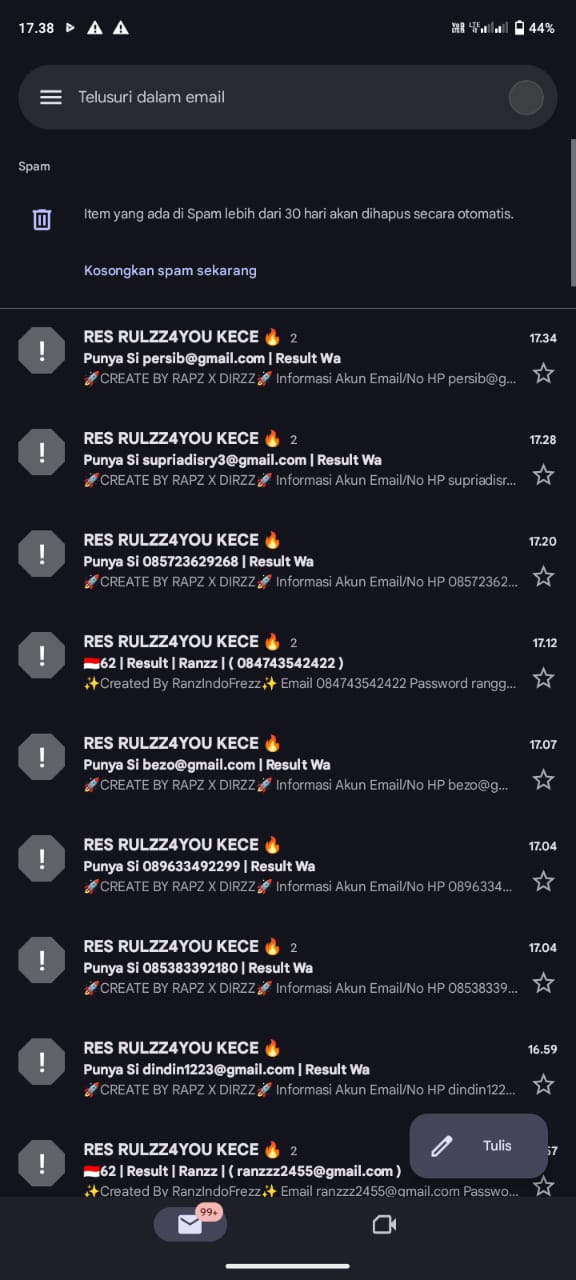 17.38 44%
Telusuri dalam email
Spam
Item yang ada di Spam lebih dari 30 hari akan dihapus secara otomatis.
Kosongkan spam sekarang
RES RULZZ4YOU KECE 🔥 2 17.34
Punya Si persib@gmail.com | Result Wa
🚀CREATE BY RAPZ X DIRZZ🚀 Informasi Akun Email/No HP persib@g...
RES RULZZ4YOU KECE 🔥 2 17.28
Punya Si supriadisry3@gmail.com | Result Wa
🚀CREATE BY RAPZ X DIRZZ🚀 Informasi Akun Email/No HP supriadisr...
RES RULZZ4YOU KECE 🔥 17.20
Punya Si 085723629268 | Result Wa
🚀CREATE BY RAPZ X DIRZZ🚀 Informasi Akun Email/No HP 08572362...
RES RULZZ4YOU KECE 🔥 2 17.12
🇮🇩62 | Result | Ranzz | ( 084743542422 )
✨Created By RanzIndoFrezz✨ Email 084743542422 Password rangg...
RES RULZZ4YOU KECE 🔥 17.07
Punya Si bezo@gmail.com | Result Wa
🚀CREATE BY RAPZ X DIRZZ🚀 Informasi Akun Email/No HP bezo@g...
RES RULZZ4YOU KECE 🔥 17.04
Punya Si 089633492299 | Result Wa
🚀CREATE BY RAPZ X DIRZZ🚀 Informasi Akun Email/No HP 0896334...
RES RULZZ4YOU KECE 🔥 2 17.04
Punya Si 085383392180 | Result Wa
🚀CREATE BY RAPZ X DIRZZ🚀 Informasi Akun Email/No HP 08538339...
RES RULZZ4YOU KECE 🔥 16.59
Punya Si dindin1223@gmail.com | Result Wa
🚀CREATE BY RAPZ X DIRZZ🚀 Informasi Akun Email/No HP dindin122...
RES RULZZ4YOU KECE 🔥 2 57
🇮🇩62 | Result | Ranzz | ( ranzzz2455@gmail.com )
✨Created By RanzIndoFrezz✨ Email ranzzz2455@gmail.com Passwo...
Tulis
99+